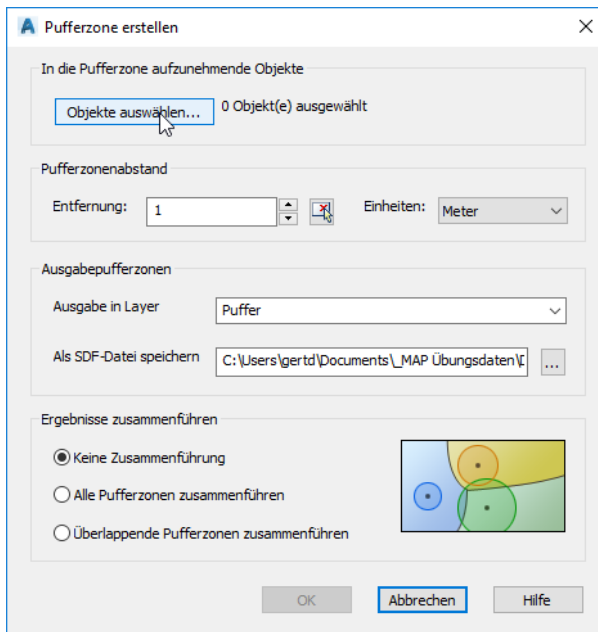 Pufferzone erstellen
In die Pufferzone aufzunehmende Objekte
Objekte auswählen... 0 Objekt(e) ausgewählt
Pufferzonenabstand
Entfernung: 1 Einheiten: Meter
Ausgabepufferzonen
Ausgabe in Layer Puffer
Als SDF-Datei speichern C:\Users\gertd\Documents\_MAP Übungsdaten\ ...
Ergebnisse zusammenführen
Keine Zusammenführung
Alle Pufferzonen zusammenführen
Überlappende Pufferzonen zusammenführen
OK Abbrechen Hilfe